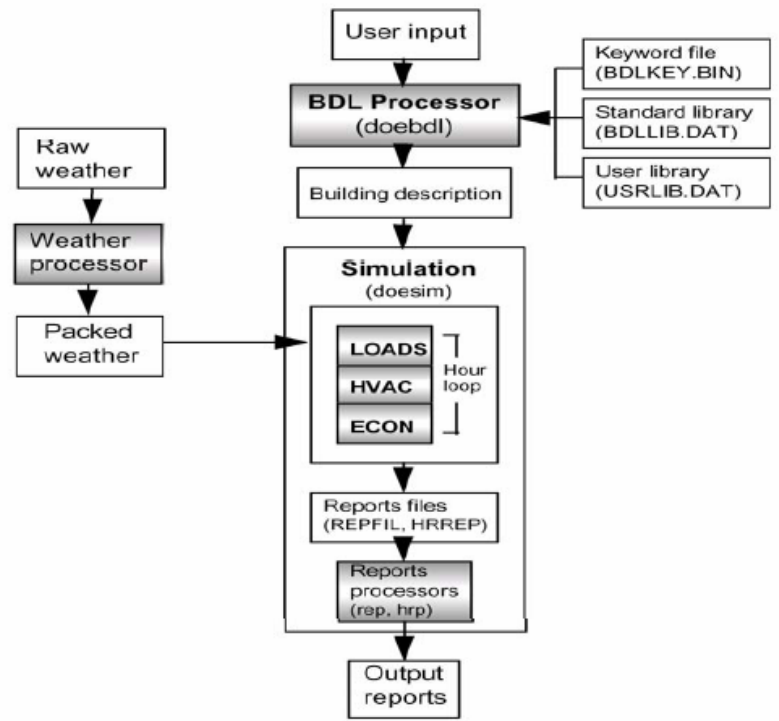 User input
BDL Processor
(doebdl)
Keyword file
(BDLKEY.BIN)
Standard library
(BDLLIB.DAT)
User library
(USRLIB.DAT)
Raw
weather
Building description
Weather
processor
Packed
weather
Simulation
(doesim)
LOADS
HVAC
ECON
Hour
loop
Reports files
(REPFIL, HRREP)
Reports
processors
(rep, hrp)
Output
reports